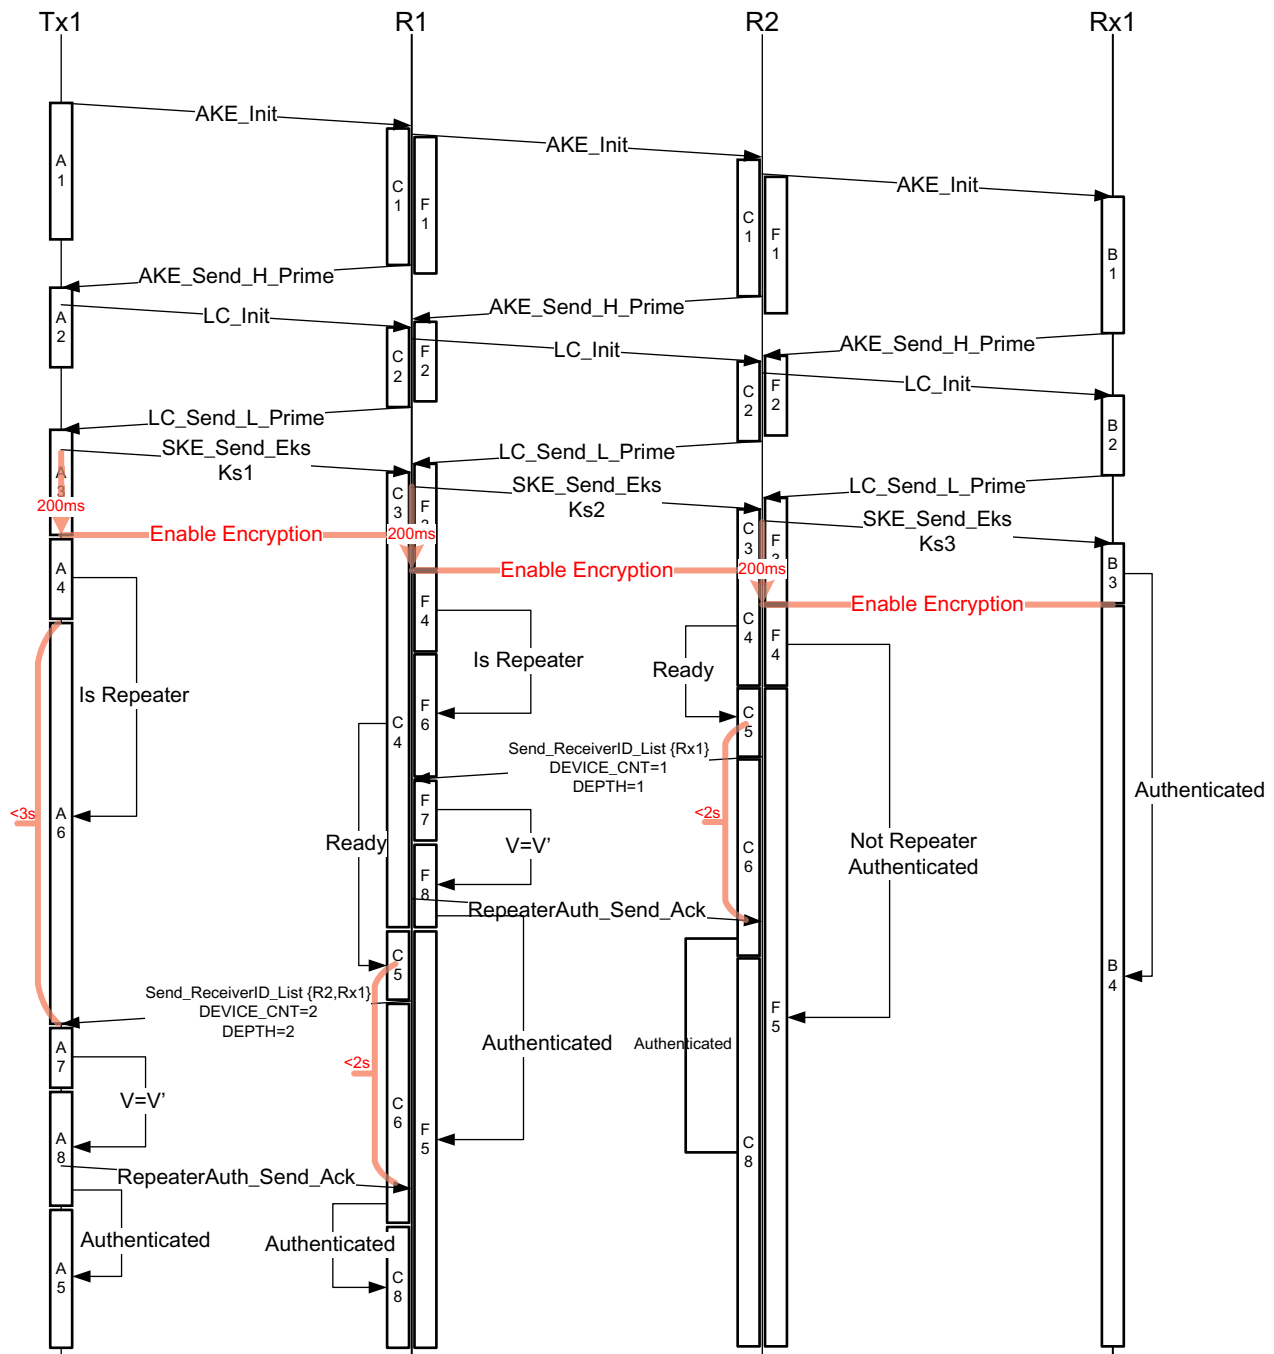 Tx1
R1
R2
Rx1
AKE_Init
AKE_Init
AKE_Init
A
1
C
1
F
1
C
1
F
1
B
1
AKE_Send_H_Prime
AKE_Send_H_Prime
AKE_Send_H_Prime
A
2
LC_Init
C
2
F
2
LC_Init
C
2
F
2
LC_Init
B
2
LC_Send_L_Prime
LC_Send_L_Prime
LC_Send_L_Prime
A
3
SKE_Send_Eks
Ks1
C
3
F
3
SKE_Send_Eks
Ks2
C
3
F
3
SKE_Send_Eks
Ks3
B
3
200ms
Enable Encryption
200ms
Enable Encryption
200ms
Enable Encryption
A
4
F
4
C
4
F
4
Is Repeater
Is Repeater
Ready
F
6
C
4
C
5
Send_ReceiverID_List {Rx1}
DEVICE_CNT=1
DEPTH=1
Authenticated
<3s
A
6
F
7
<2s
Ready
V=V’
C
6
Not Repeater
Authenticated
F
8
RepeaterAuth_Send_Ack
C
5
B
4
Send_ReceiverID_List {R2,Rx1}
DEVICE_CNT=2
DEPTH=2
F
5
A
7
<2s
Authenticated
Authenticated
V=V’
C
6
F
5
A
8
C
8
RepeaterAuth_Send_Ack
Authenticated
Authenticated
A
5
C
8